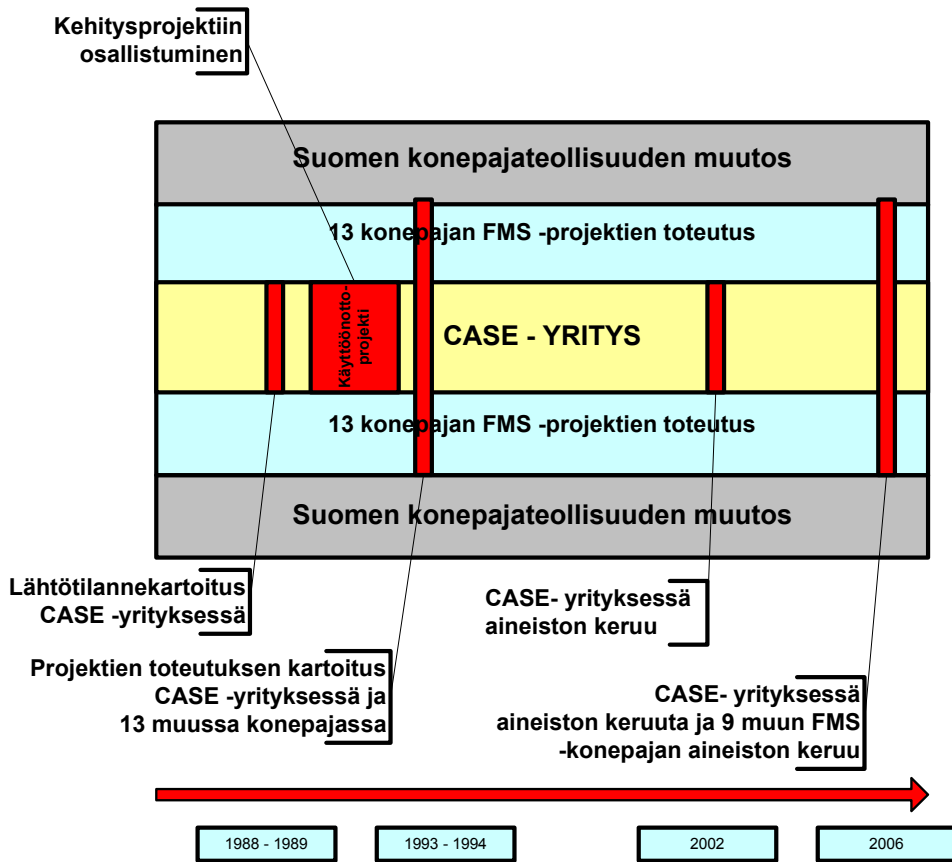 Kehitysprojektiin
osallistuminen
Suomen konepajateollisuuden muutos
13 konepajan FMS -projektien toteutus
Käyttöönotto-
projekti
CASE - YRITYS
13 konepajan FMS -projektien toteutus
Suomen konepajateollisuuden muutos
Lähtötilannekartoitus
CASE -yrityksessä
CASE- yrityksessä
aineiston keruu
Projektien toteutuksen kartoitus
CASE -yrityksessä ja
13 muussa konepajassa
CASE- yrityksessä
aineiston keruuta ja 9 muun FMS
-konepajan aineiston keruu
1988 - 1989
1993 - 1994
2002
2006